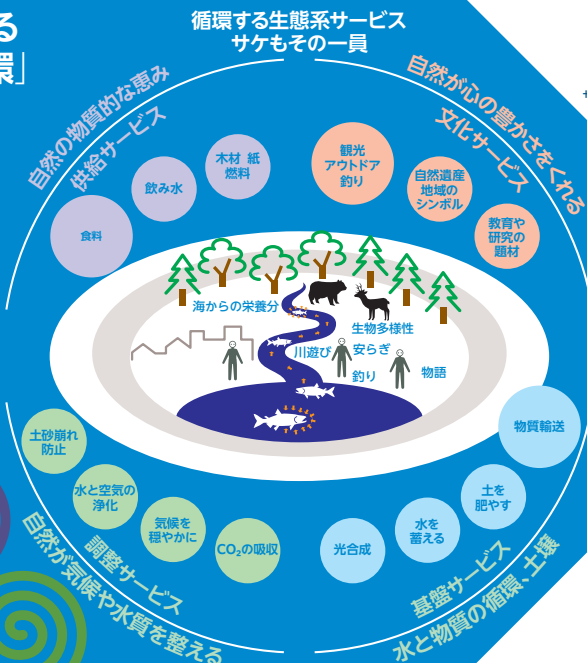 る
環」
循環する生態系サービス
サケもその一員
自然の物質的な恵み
供給サービス
食料
飲み水
木材 紙
燃料
自然が心の豊かさをくれる
文化サービス
観光
アウトドア
釣り
自然遺産
地域の
シンボル
教育や
研究の
題材
海からの栄養分
生物多様性
川遊び
安らぎ
釣り
物語
土砂崩れ
防止
水と空気の
浄化
気候を
穏やかに
CO₂の吸収
調整サービス
自然が気候や水質を整える
物質輸送
土を
肥やす
水を
蓄える
光合成
基盤サービス
水と物質の循環、土壌